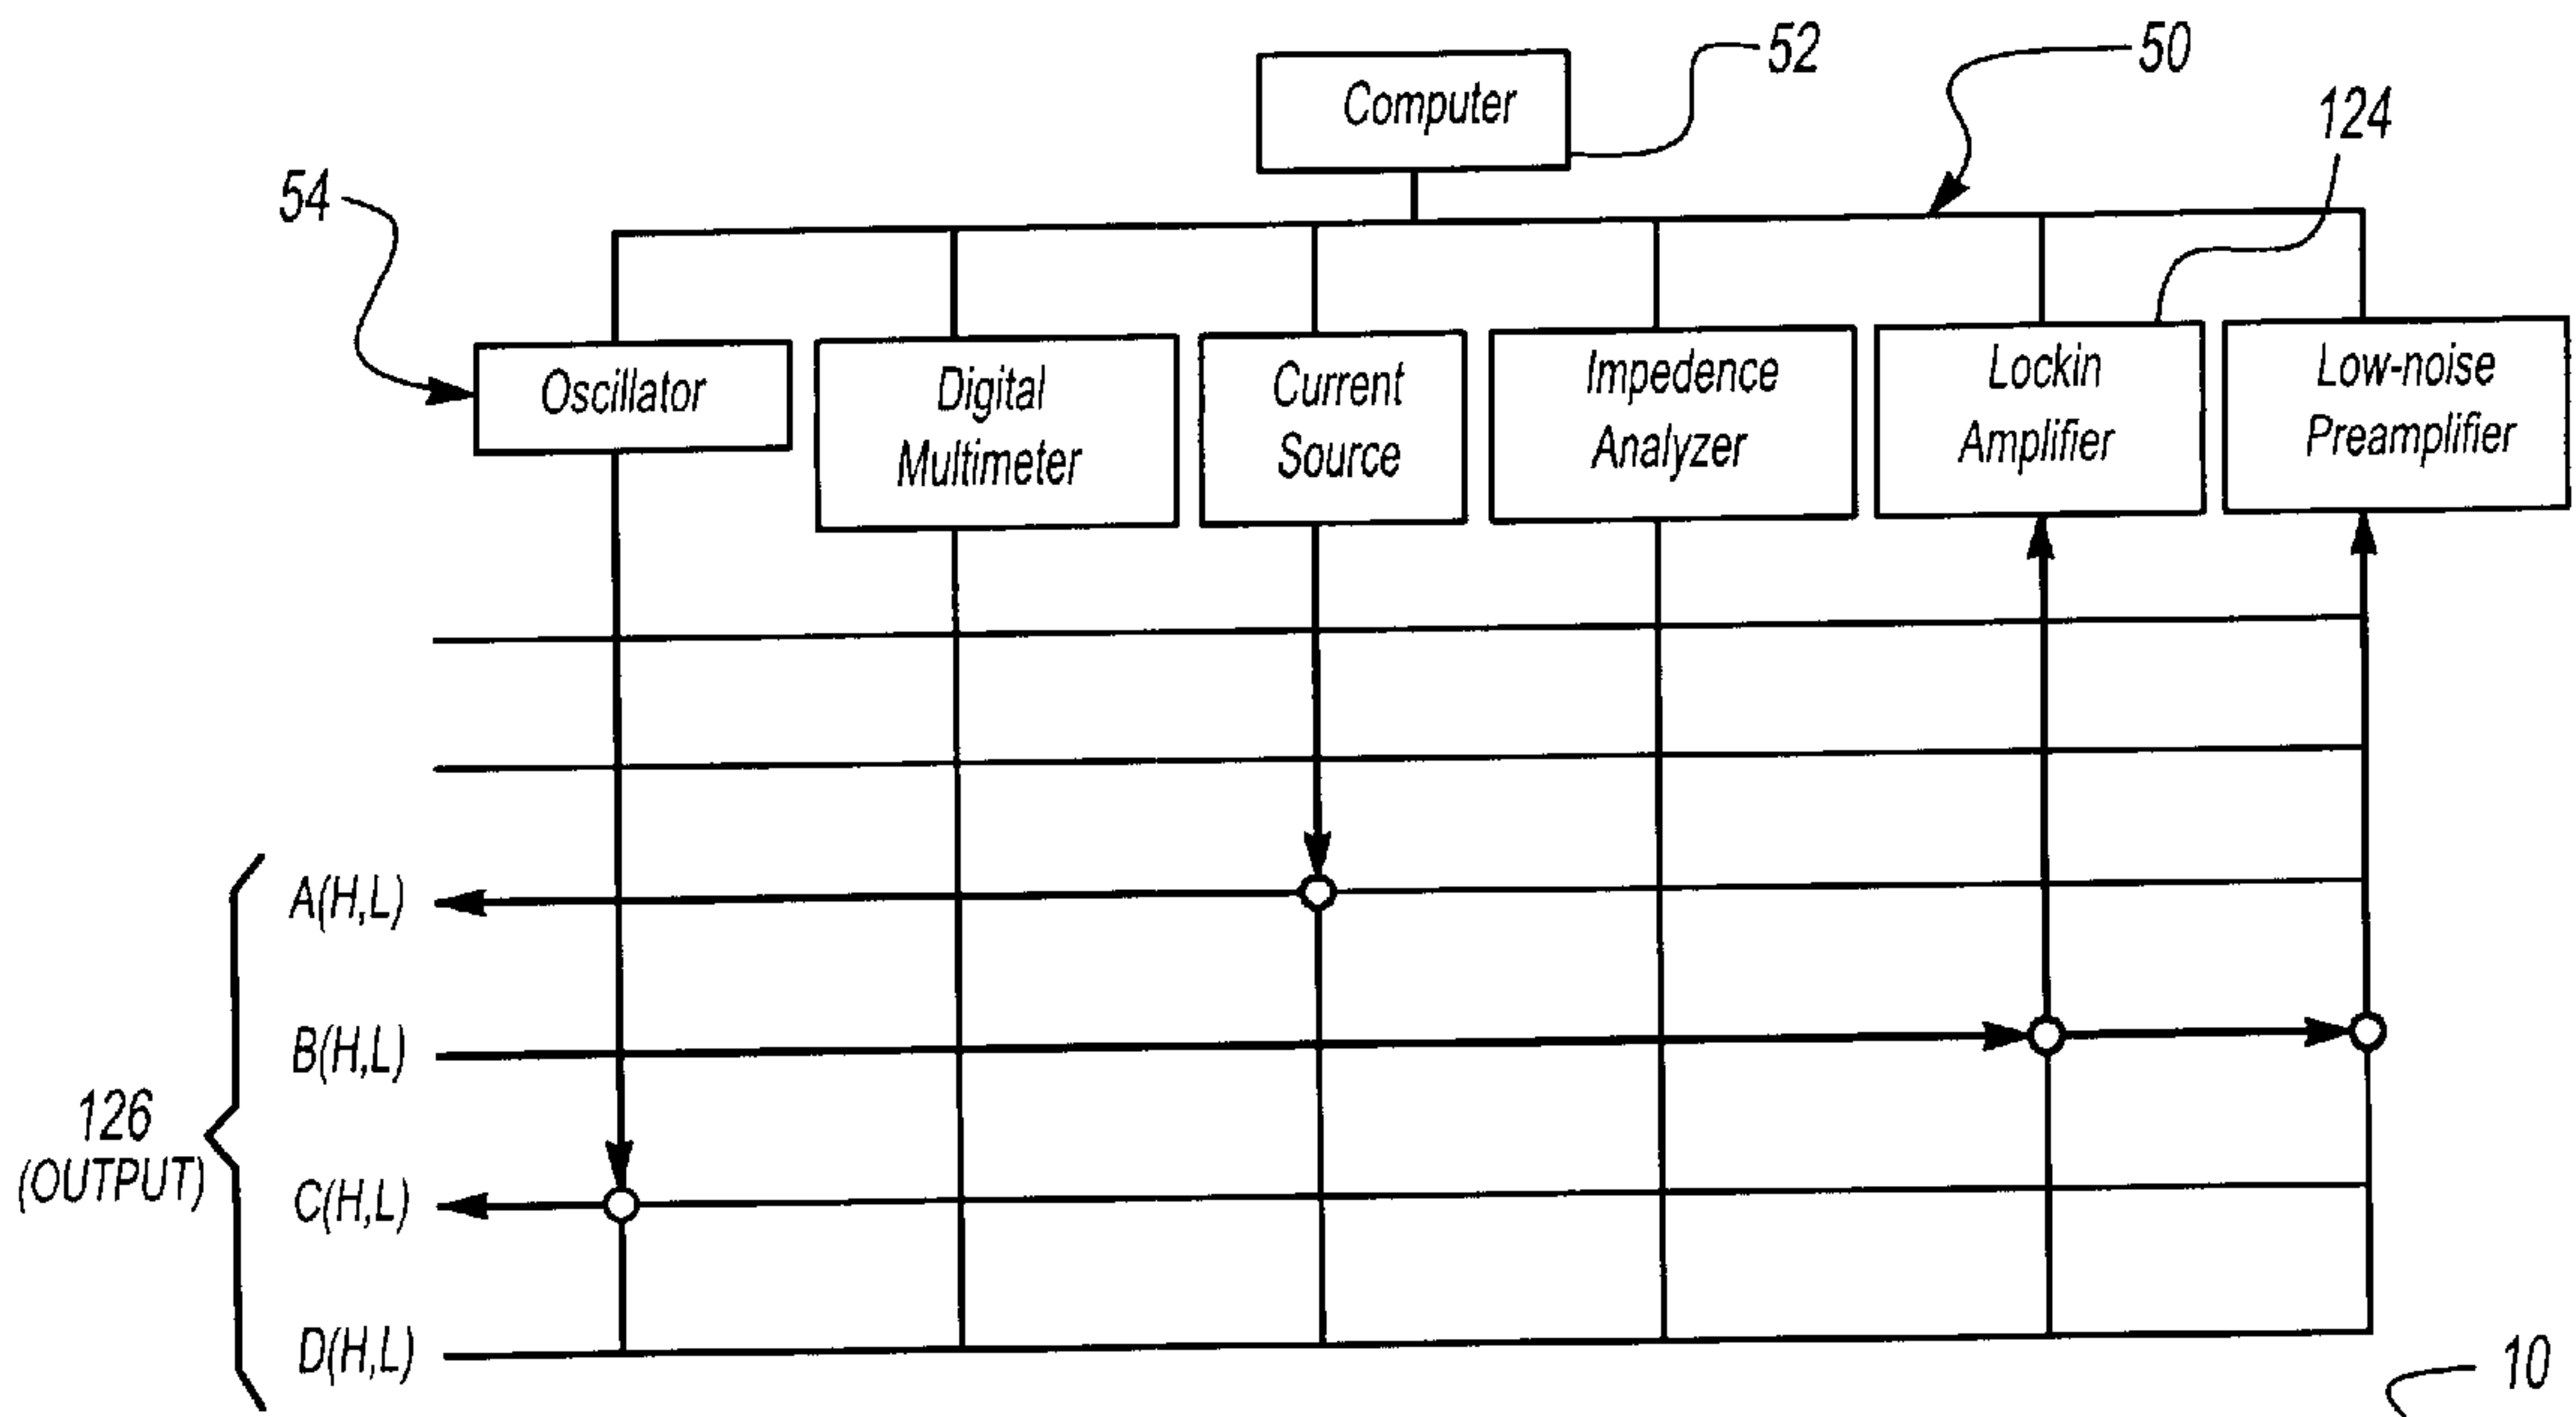 52
50
Computer
124
54
Oscillator
Digital
Multimeter
Current
Source
Impedence
Analyzer
Lockin
Amplifier
Low-noise
Preamplifier
A(H,L)
B(H,L)
126
(OUTPUT)
C(H,L)
D(H,L)
10